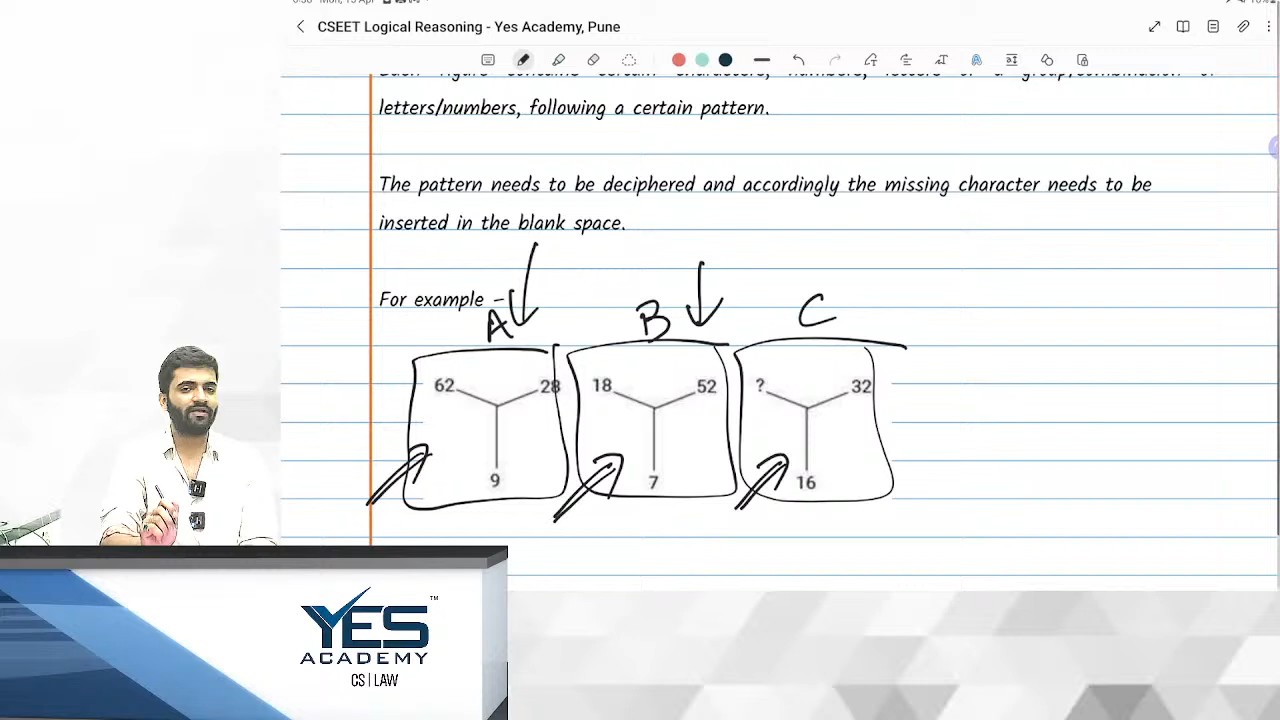 CSEET Logical Reasoning - Yes Academy, Pune
letters/numbers, following a certain pattern.
The pattern needs to be deciphered and accordingly the missing character needs to be
inserted in the blank space.
For example -
A B C
62 28 18 52 ? 32
9 7 16
YES
ACADEMY
CS | LAW
TM